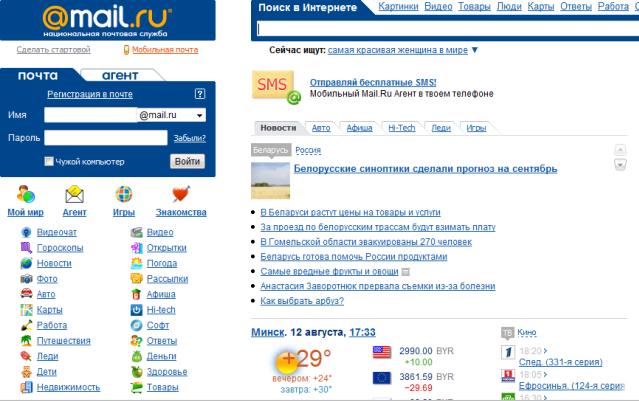 @mail.ru
национальная почтовая служба
Сделать стартовой
Мобильная почта
почта
агент
Регистрация в почте
?
Имя
@mail.ru
Пароль
Забыли?
Чужой компьютер
Войти
Мой мир
Агент
Игры
Знакомства
Видеочат
Видео
Гороскопы
Открытки
Новости
Погода
Фото
Рассылки
Авто
Афиша
Карты
Hi-tech
Работа
Софт
Путешествия
Ответы
Леди
Деньги
Дети
Здоровье
Недвижимость
Товары
Поиск в Интернете
Картинки Видео Товары Люди Карты Ответы Работа
Сейчас ищут: самая красивая женщина в мире ▼
SMS
@
Отправляй бесплатные SMS!
Мобильный Mail.Ru Агент в твоем телефоне
Новости
Авто
Афиша
Hi-Tech
Леди
Игры
Беларусь
Россия
Белорусские синоптики сделали прогноз на сентябрь
В Беларуси растут цены на товары и услуги
За проезд по белорусским трассам будут взимать плату
В Гомельской области эвакуированы 270 человек
Беларусь готова помочь России продуктами
Самые вредные фрукты и овощи
Анастасия Заворотнюк прервала съемки из-за болезни
Как выбрать арбуз?
Минск. 12 августа, 17:33
+29°
вечером: +24°
завтра: +30°
2990.00 BYR
+10.00
3861.59 BYR
−29.69
ТВ
Кино
1
18:20
След. (331-я серия)
18:05
Ефросинья. (124-я серия
16:30